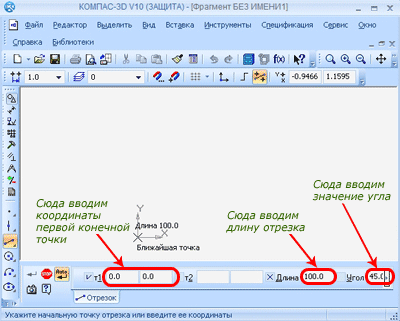 КОМПАС-3D V10 (ЗАЩИТА) - [Фрагмент БЕЗ ИМЕНИ1]
Файл Редактор Выделить Вид Вставка Инструменты Спецификация Сервис Окно
Справка Библиотеки
1.0 0 -0.9466 1.1595
Сюда вводим
координаты
первой конечной
точки
Сюда вводим
длину отрезка
Сюда вводим
значение угла
Y
X
Длина 100.0
Ближайшая точка
т1 0.0 0.0 т2 Длина 100.0 Угол 45.0
Auto
Отрезок
Укажите начальную точку отрезка или введите ее координаты